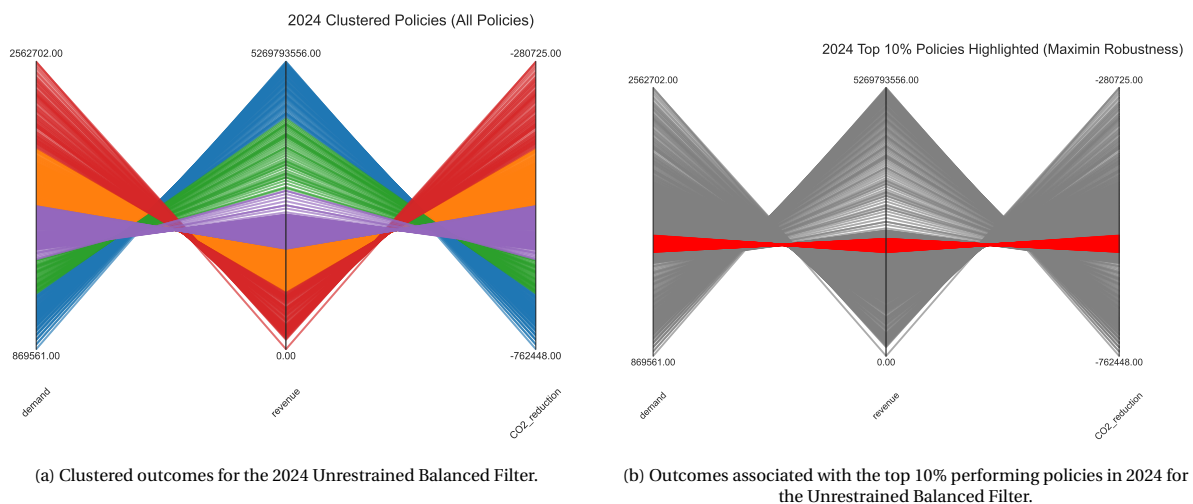 2024 Clustered Policies (All Policies)
2562702.00
5269793556.00
-280725.00
869561.00
0.00
-762448.00
demand
revenue
CO2_reduction
(a) Clustered outcomes for the 2024 Unrestrained Balanced Filter.
2024 Top 10% Policies Highlighted (Maximin Robustness)
2562702.00
5269793556.00
-280725.00
869561.00
0.00
-762448.00
demand
revenue
CO2_reduction
(b) Outcomes associated with the top 10% performing policies in 2024 for
the Unrestrained Balanced Filter.